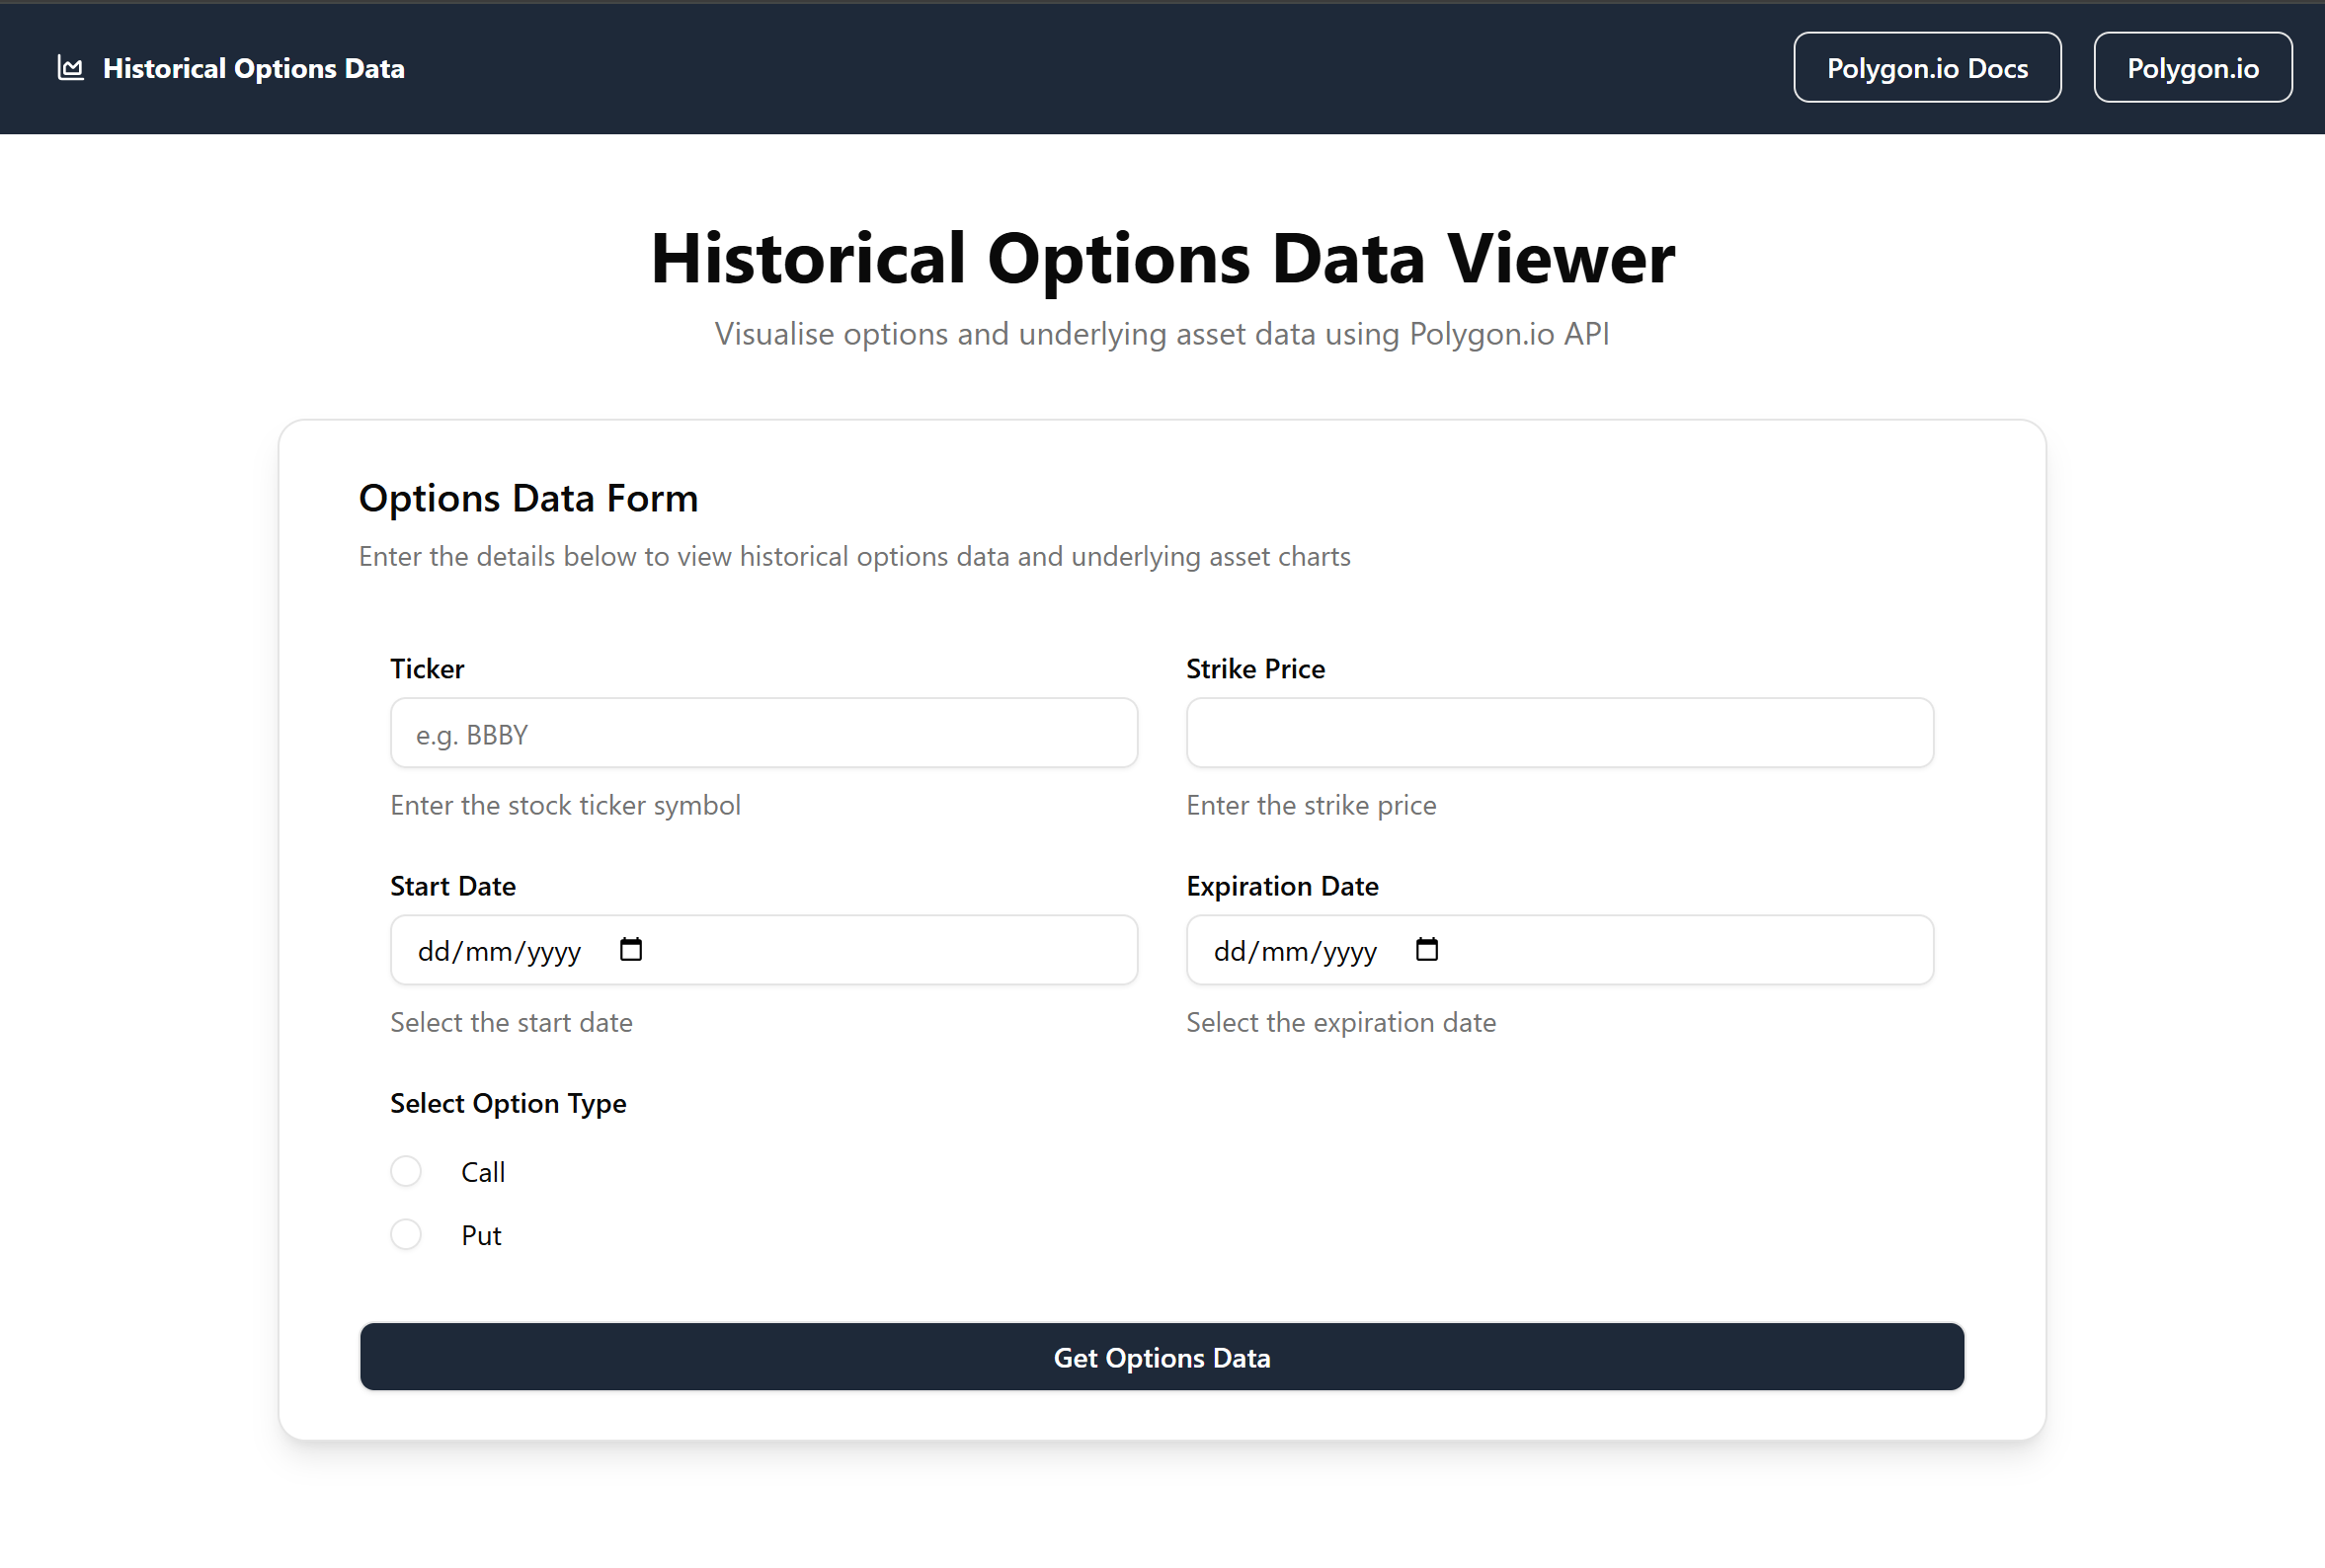 Historical Options Data
Polygon.io Docs
Polygon.io
Historical Options Data Viewer
Visualise options and underlying asset data using Polygon.io API
Options Data Form
Enter the details below to view historical options data and underlying asset charts
Ticker
Strike Price
e.g. BBBY
Enter the stock ticker symbol
Enter the strike price
Start Date
Expiration Date
dd/mm/yyyy
dd/mm/yyyy
Select the start date
Select the expiration date
Select Option Type
Call
Put
Get Options Data